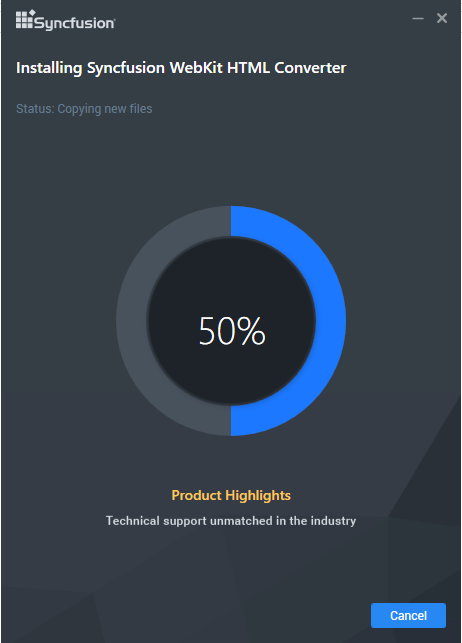 Syncfusion
Installing Syncfusion WebKit HTML Converter
Status: Copying new files
50%
Product Highlights
Technical support unmatched in the industry
Cancel